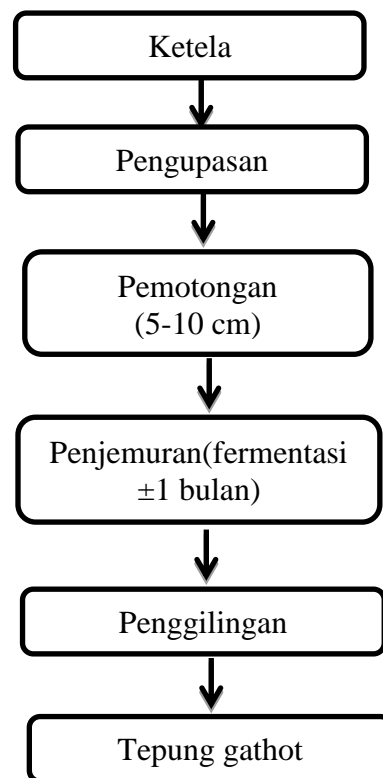 Ketela
Pengupasan
Pemotongan
(5-10 cm)
Penjemuran(fermentasi
±1 bulan)
Penggilingan
Tepung gathot